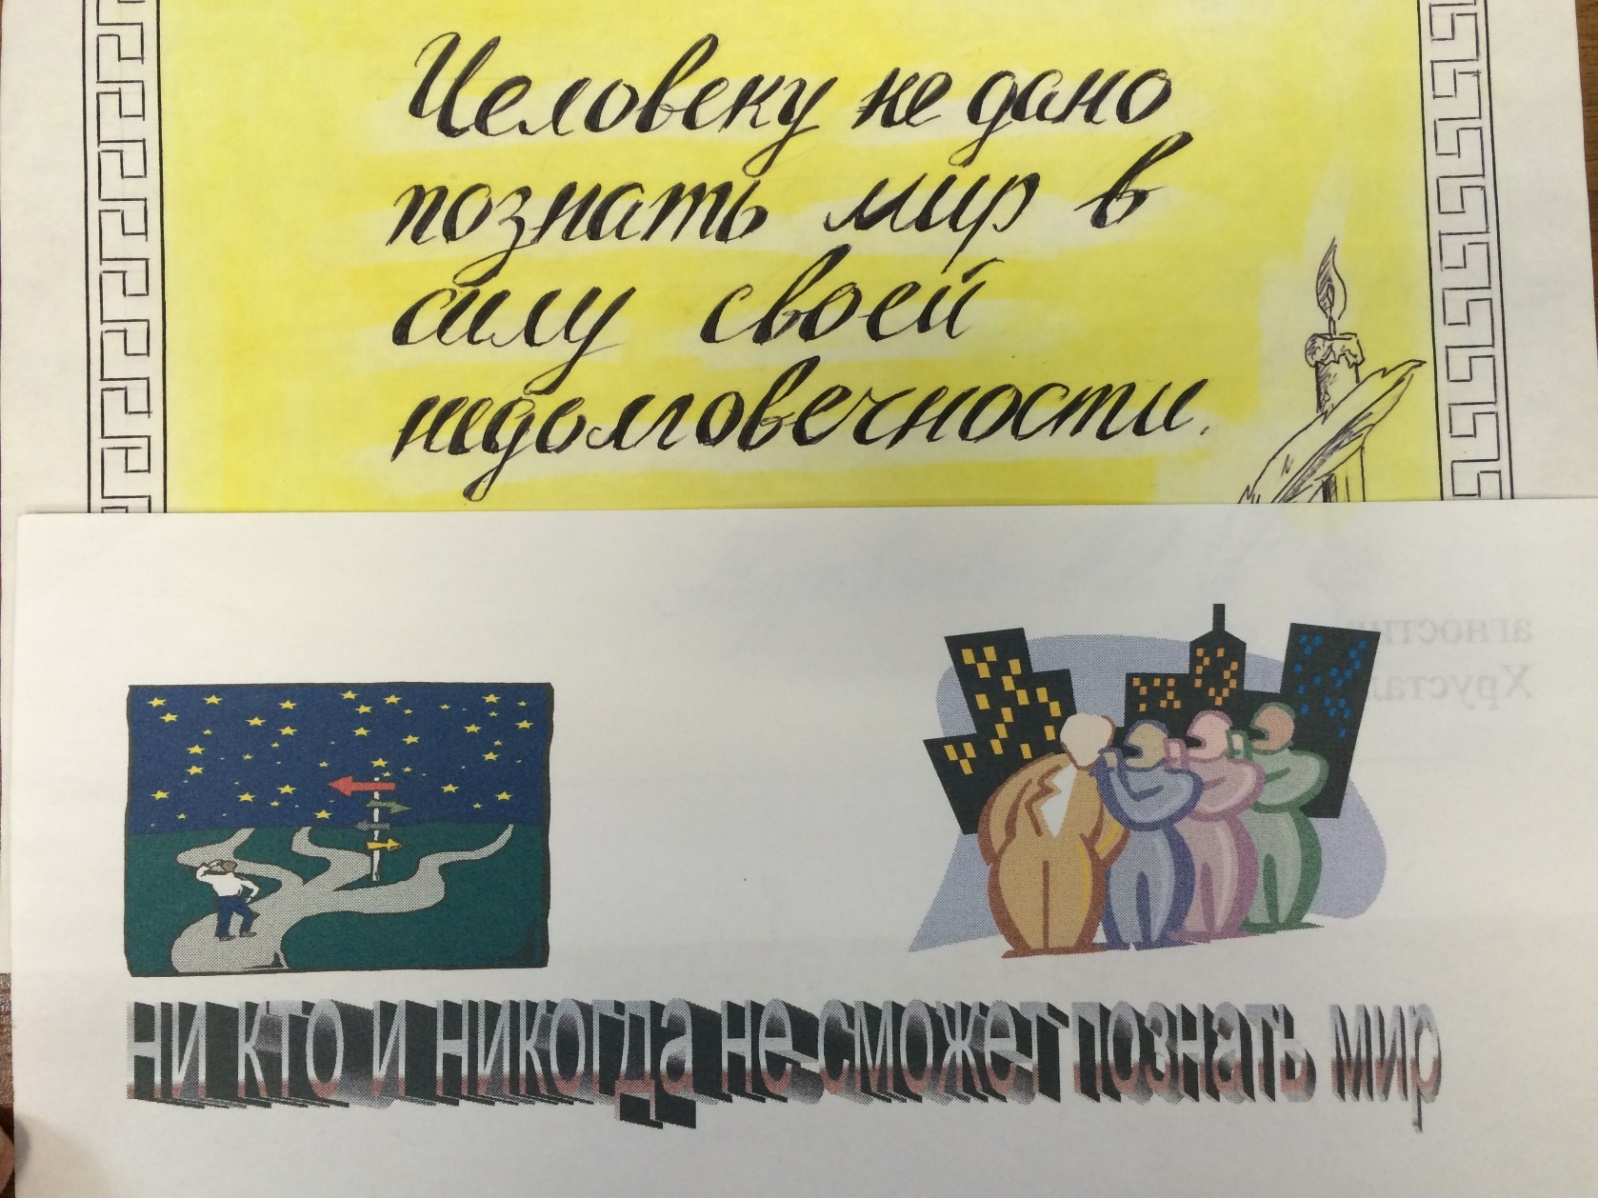 Человеку не дано
познать мир в
силу своей
недолговечности.
ни кто и никогда не сможет познать мир